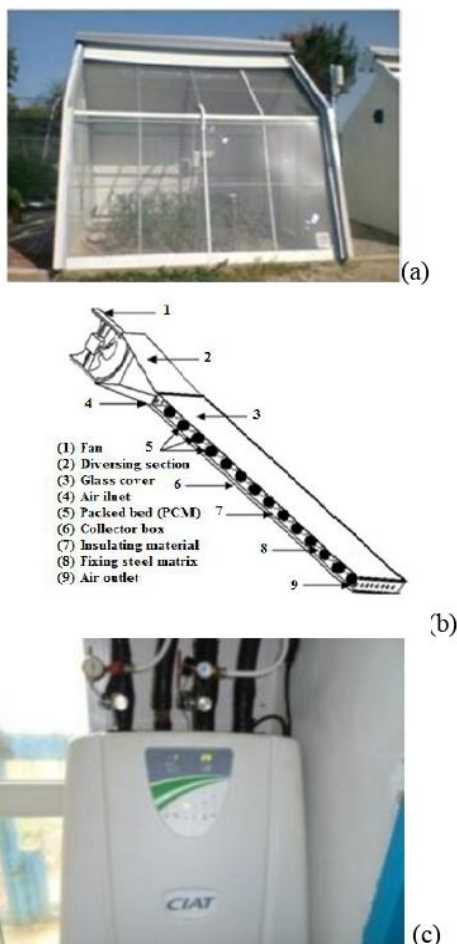 (a)
1
2
4
3
5
(1) Fan
(2) Diversing section
(3) Glass cover
(4) Air ilnet
(5) Packed bed (PCM)
(6) Collector box
(7) Insulating material
(8) Fixing steel matrix
(9) Air outlet
6
7
8
9
(b)
CIAT
(c)